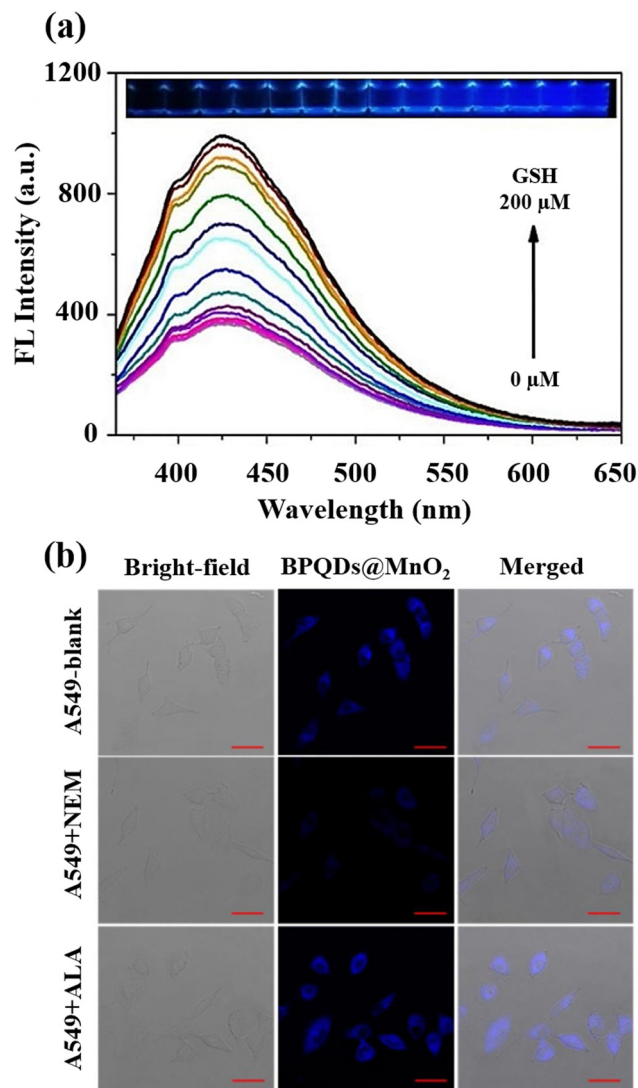 (a)
1200
800
400
0
FL Intensity (a.u.)
GSH
200 μM
0 μM
400 450 500 550 600 650
Wavelength (nm)
(b)
Bright-field BPQDs@MnO₂ Merged
A549-blank
A549+NEM
A549+ALA